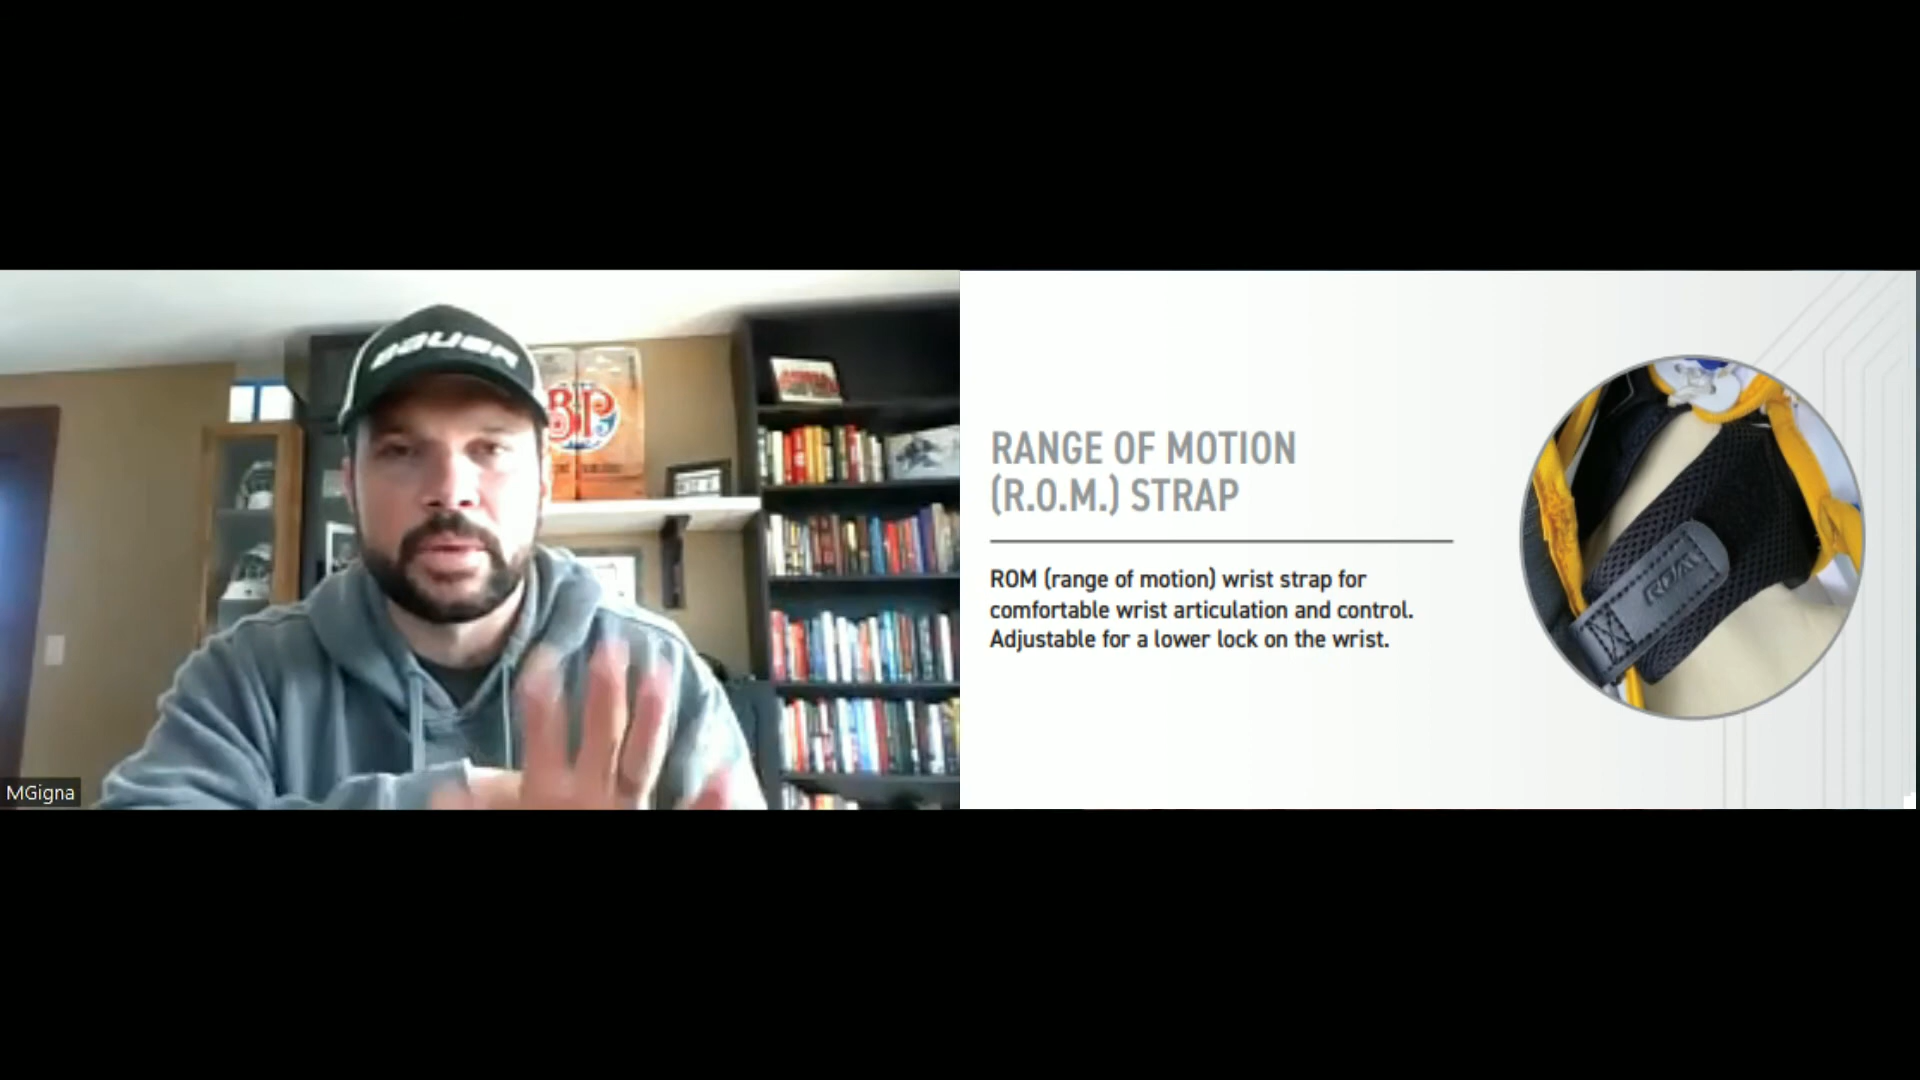 BAUER
BP
MGigna
RANGE OF MOTION
(R.O.M.) STRAP
ROM (range of motion) wrist strap for
comfortable wrist articulation and control.
Adjustable for a lower lock on the wrist.
ROM